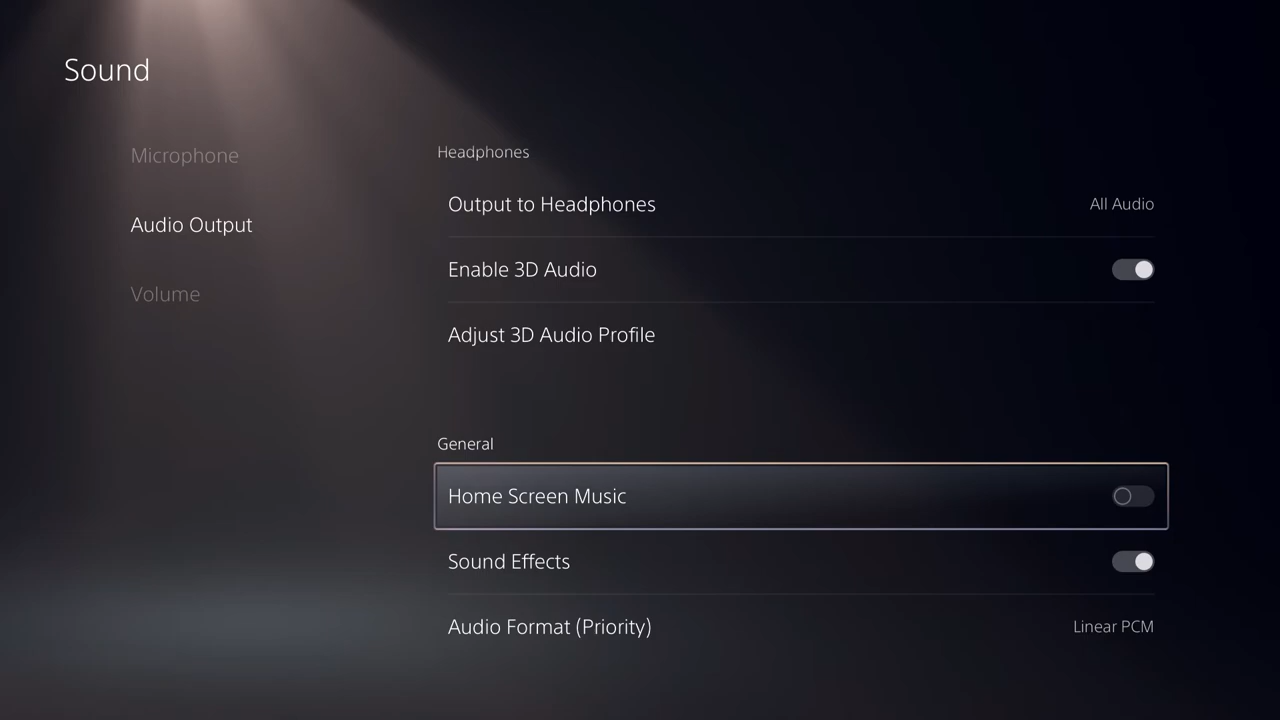 Sound
Microphone
Audio Output
Volume
Headphones
Output to Headphones All Audio
Enable 3D Audio
Adjust 3D Audio Profile
General
Home Screen Music
Sound Effects
Audio Format (Priority) Linear PCM